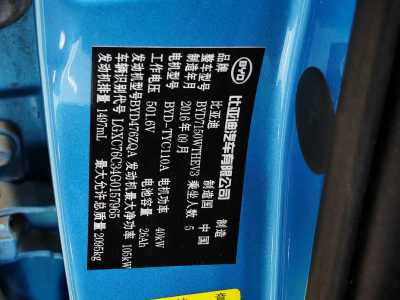 BYD
比亚迪汽车有限公司 制造
品牌 比亚迪 制造国 中国
整车型号 BYD7150WTHEV3 乘坐人数 5
制造年月 2016年09月
电机型号 BYD-TYC110A 电机功率 40kW
工作电压 501.6V 电池容量 26Ah
发动机型号 BYD476ZQA 发动机最大净功率 105kW
车辆识别代号 LGXC76C34G0157965
发动机排量 1497mL 最大允许总质量 2095kg